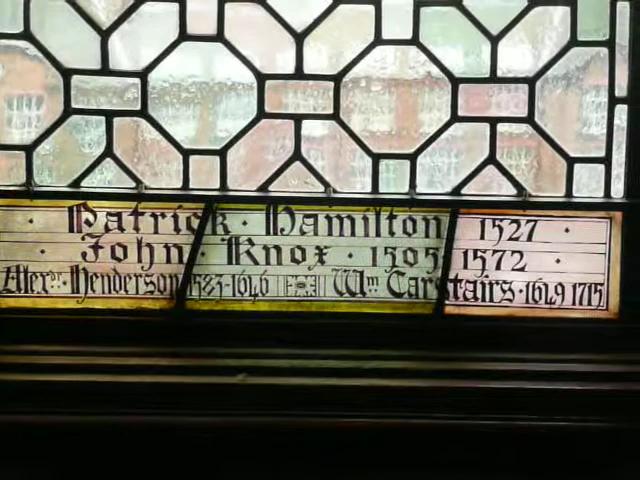 · Patrick · Hamilton 1527 ·
· John · Knox · 1505 1572 ·
Alexr· Henderson 1583-1646 Wm Carstairs · 1649 1715